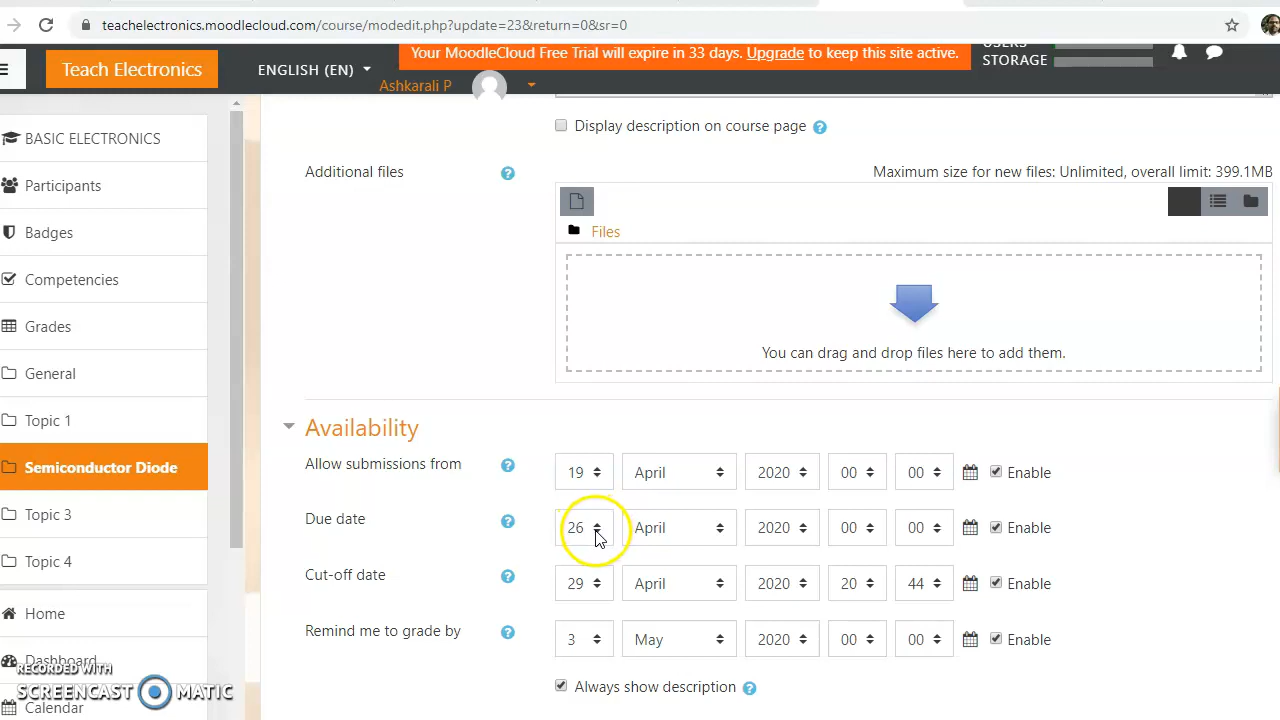 teachelectronics.moodlecloud.com/course/modedit.php?update=23&return=0&sr=0
Your MoodleCloud Free Trial will expire in 33 days. Upgrade to keep this site active.
USERS
STORAGE
Teach Electronics
ENGLISH (EN)
Ashkarali P
BASIC ELECTRONICS
Participants
Badges
Competencies
Grades
General
Topic 1
Semiconductor Diode
Topic 3
Topic 4
Home
Dashboard
Calendar
Display description on course page
Additional files
Maximum size for new files: Unlimited, overall limit: 399.1MB
Files
You can drag and drop files here to add them.
Availability
Allow submissions from 19 April 2020 00 00 Enable
Due date 26 April 2020 00 00 Enable
Cut-off date 29 April 2020 20 44 Enable
Remind me to grade by 3 May 2020 00 00 Enable
Always show description
RECORDED WITH
SCREENCAST MATIC